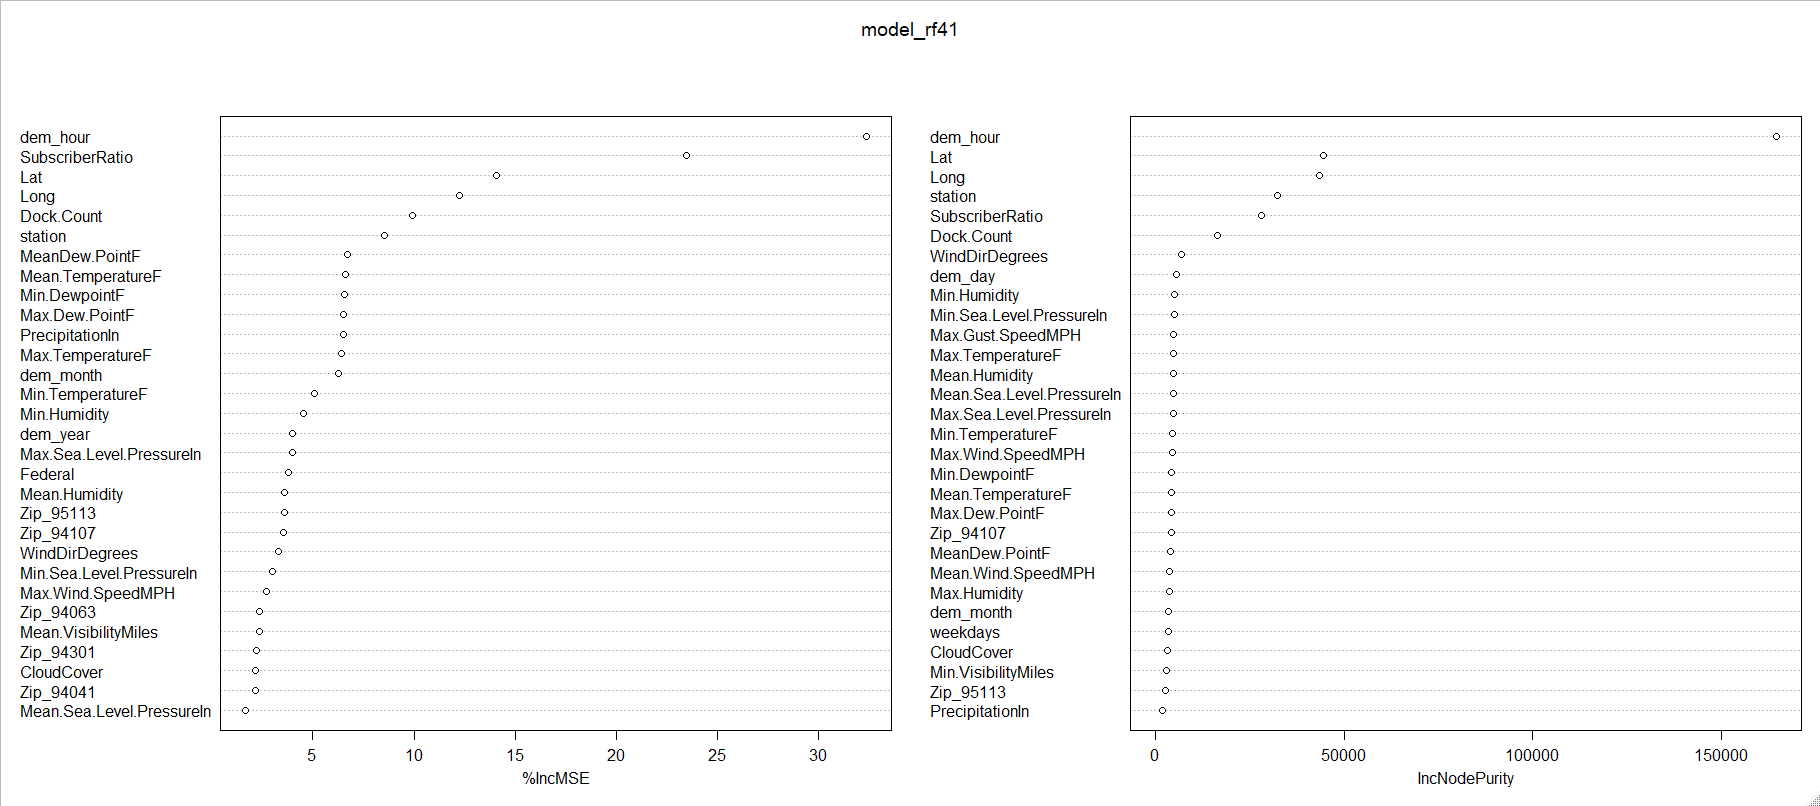 model_rf41
dem_hour
SubscriberRatio
Lat
Long
Dock.Count
station
MeanDew.PointF
Mean.TemperatureF
Min.DewpointF
Max.Dew.PointF
PrecipitationIn
Max.TemperatureF
dem_month
Min.TemperatureF
Min.Humidity
dem_year
Max.Sea.Level.PressureIn
Federal
Mean.Humidity
Zip_95113
Zip_94107
WindDirDegrees
Min.Sea.Level.PressureIn
Max.Wind.SpeedMPH
Zip_94063
Mean.VisibilityMiles
Zip_94301
CloudCover
Zip_94041
Mean.Sea.Level.PressureIn
5 10 15 20 25 30
%IncMSE
dem_hour
Lat
Long
station
SubscriberRatio
Dock.Count
WindDirDegrees
dem_day
Min.Humidity
Min.Sea.Level.PressureIn
Max.Gust.SpeedMPH
Max.TemperatureF
Mean.Humidity
Mean.Sea.Level.PressureIn
Max.Sea.Level.PressureIn
Min.TemperatureF
Max.Wind.SpeedMPH
Min.DewpointF
Mean.TemperatureF
Max.Dew.PointF
Zip_94107
MeanDew.PointF
Mean.Wind.SpeedMPH
Max.Humidity
dem_month
weekdays
CloudCover
Min.VisibilityMiles
Zip_95113
PrecipitationIn
0 50000 100000 150000
IncNodePurity